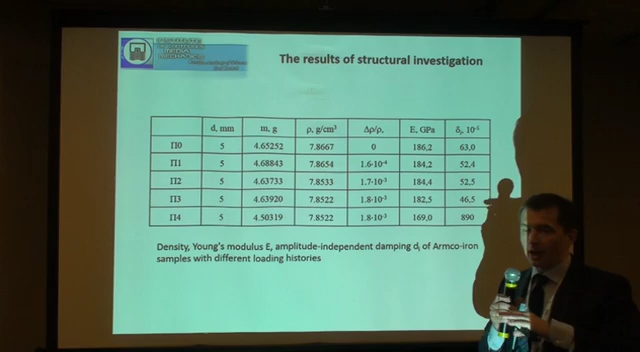 The results of structural investigation
d, mm m, g ρ, g/cm³ Δρ/ρ, E, GPa δᵢ, 10⁻⁵
П0 5 4.65252 7.8667 0 186,2 63,0
П1 5 4.68843 7.8654 1.6·10⁻⁴ 184,2 52,4
П2 5 4.63733 7.8533 1.7·10⁻³ 184,4 52,5
П3 5 4.63920 7.8522 1.8·10⁻³ 182,5 46,5
П4 5 4.50319 7.8522 1.8·10⁻³ 169,0 890
Density, Young's modulus E, amplitude-independent damping dᵢ of Armco-iron
samples with different loading histories